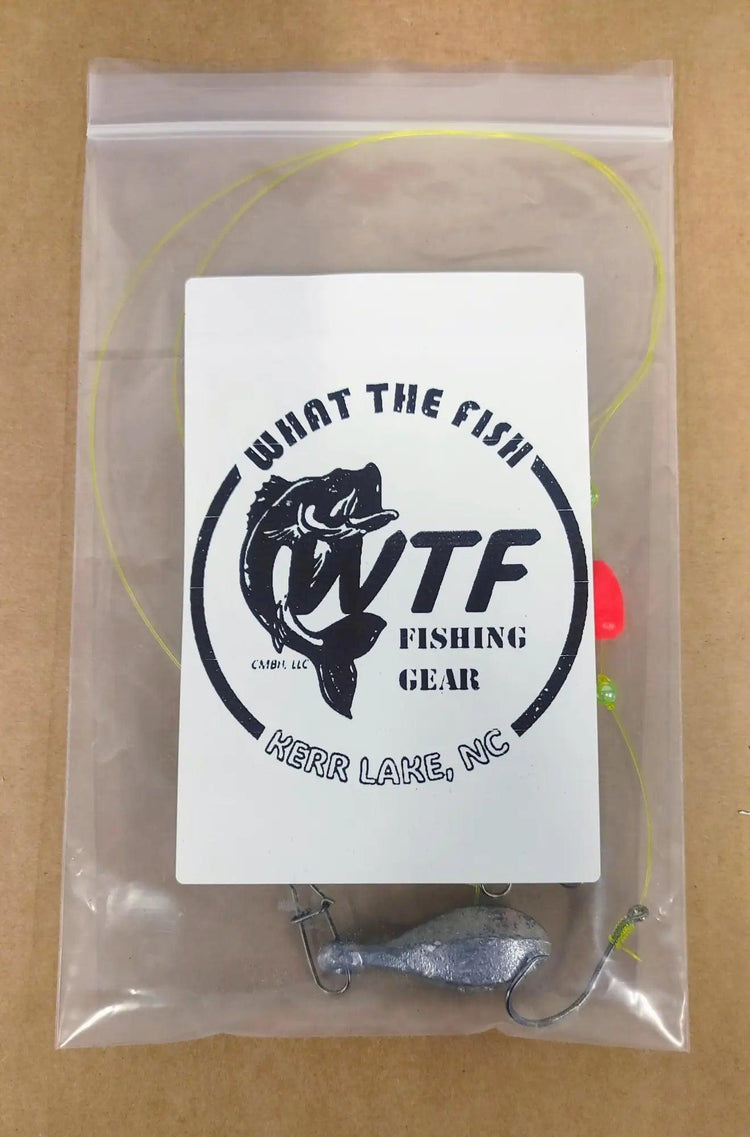 WHAT THE FISH
WTF
FISHING
GEAR
CMBH, LLC
KERR LAKE, NC